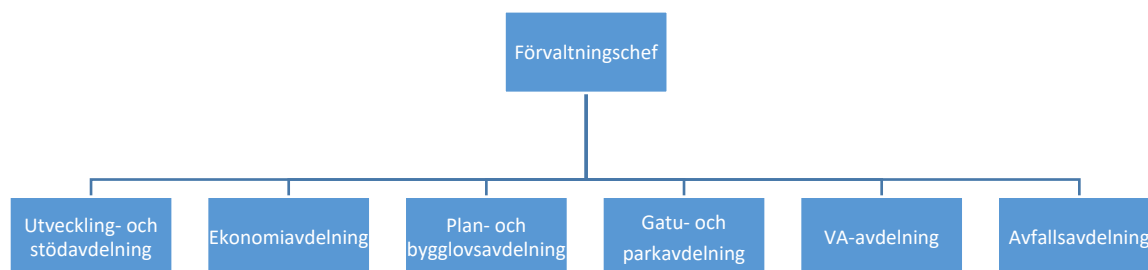 Förvaltningschef
Utveckling- och
stödavdelning
Ekonomiavdelning
Plan- och
bygglovsavdelning
Gatu- och
parkavdelning
VA-avdelning
Avfallsavdelning